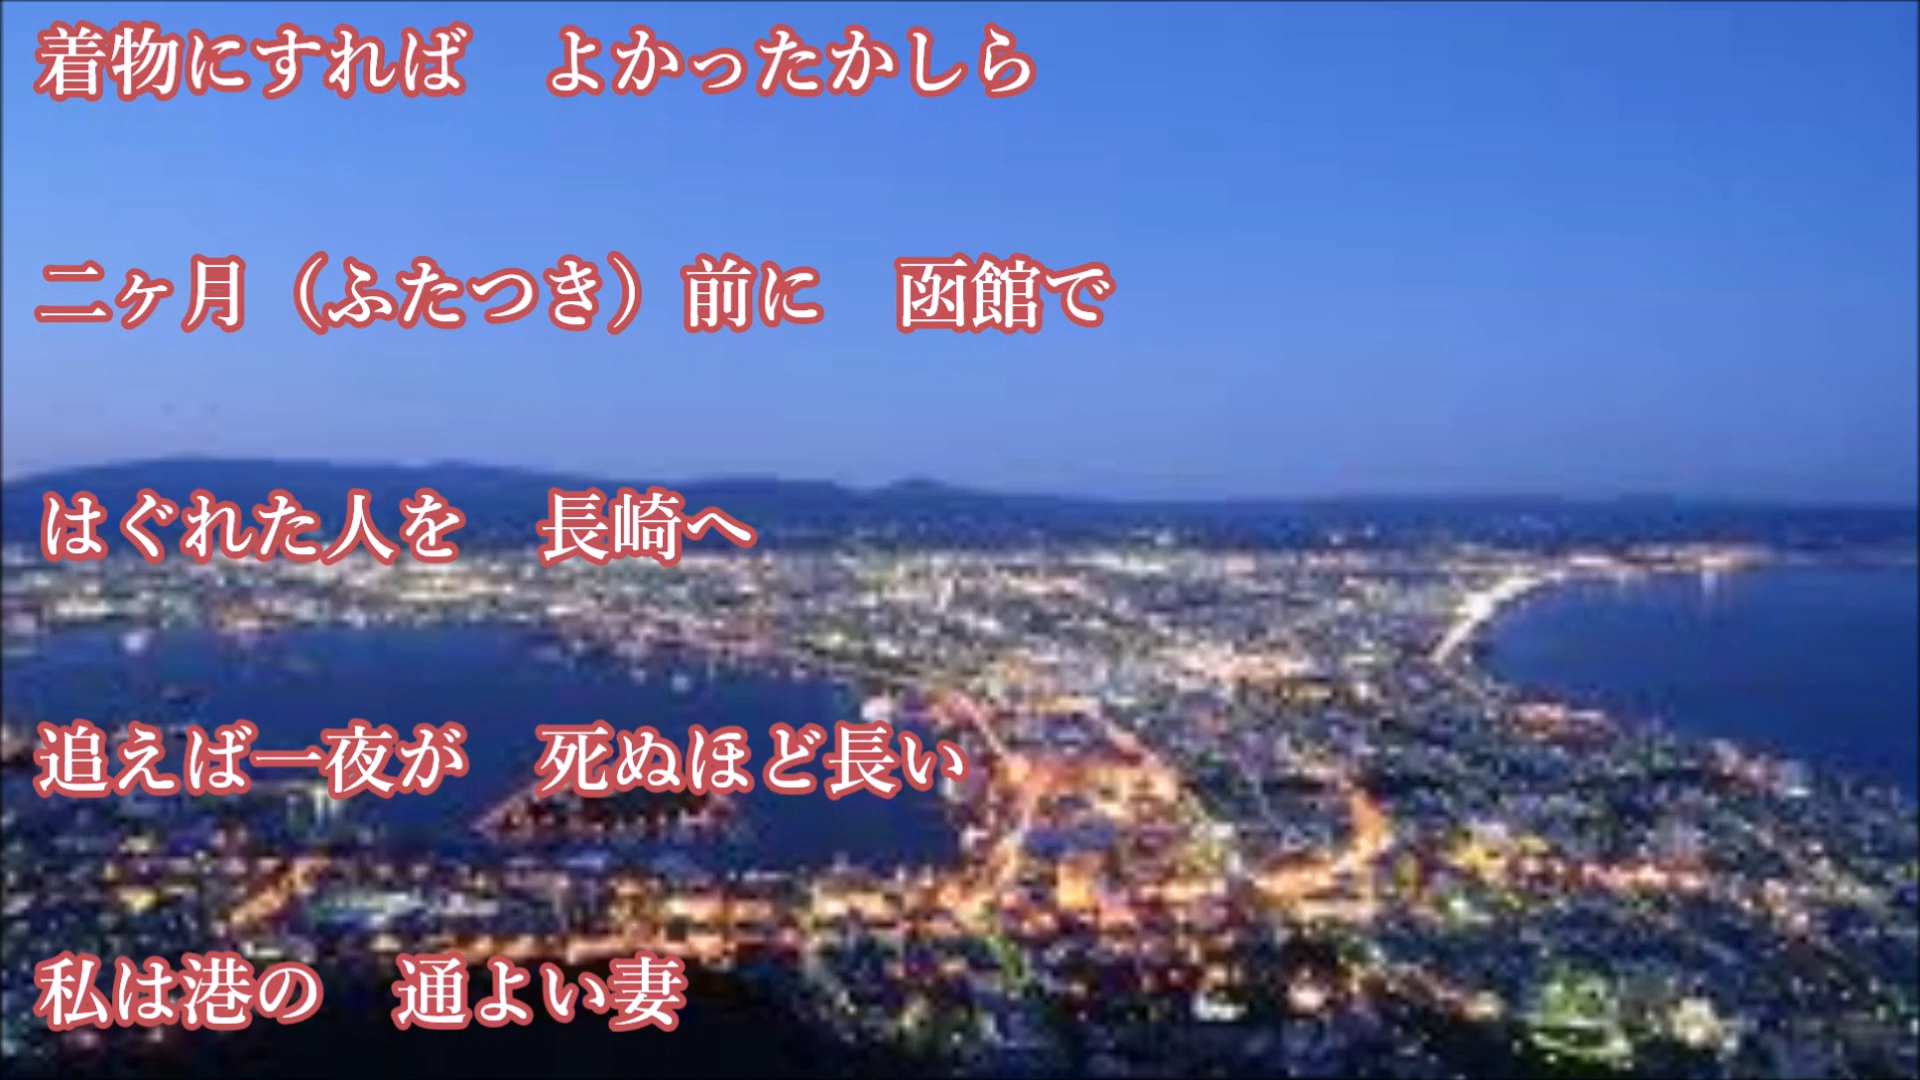 着物にすれば　よかったかしら
二ヶ月（ふたつき）前に　函館で
はぐれた人を　長崎へ
追えば一夜が　死ぬほど長い
私は港の　通よい妻